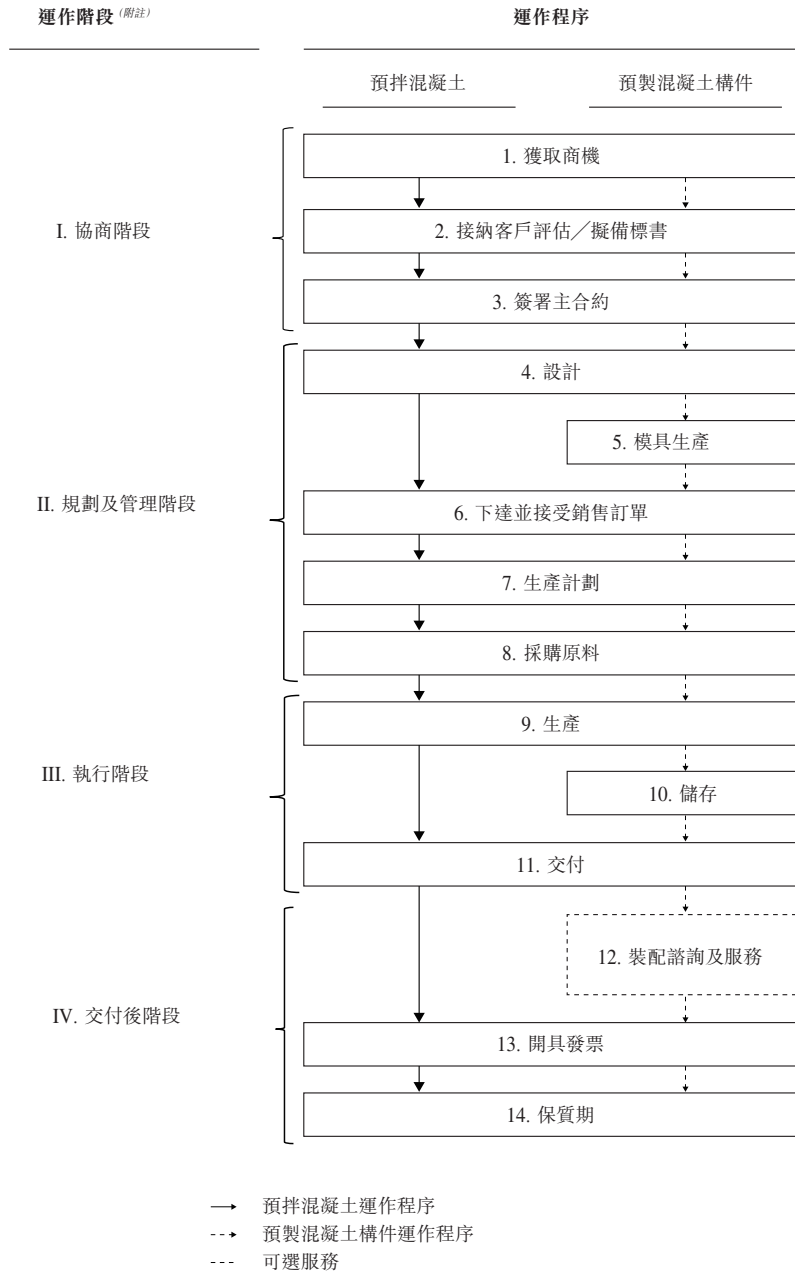 運作階段(附註)
運作程序
預拌混凝土
預製混凝土構件
I. 協商階段
1. 獲取商機
2. 接納客戶評估／擬備標書
3. 簽署主合約
II. 規劃及管理階段
4. 設計
5. 模具生產
6. 下達並接受銷售訂單
7. 生產計劃
8. 採購原料
III. 執行階段
9. 生產
10. 儲存
11. 交付
IV. 交付後階段
12. 裝配諮詢及服務
13. 開具發票
14. 保質期
預拌混凝土運作程序
預製混凝土構件運作程序
可選服務